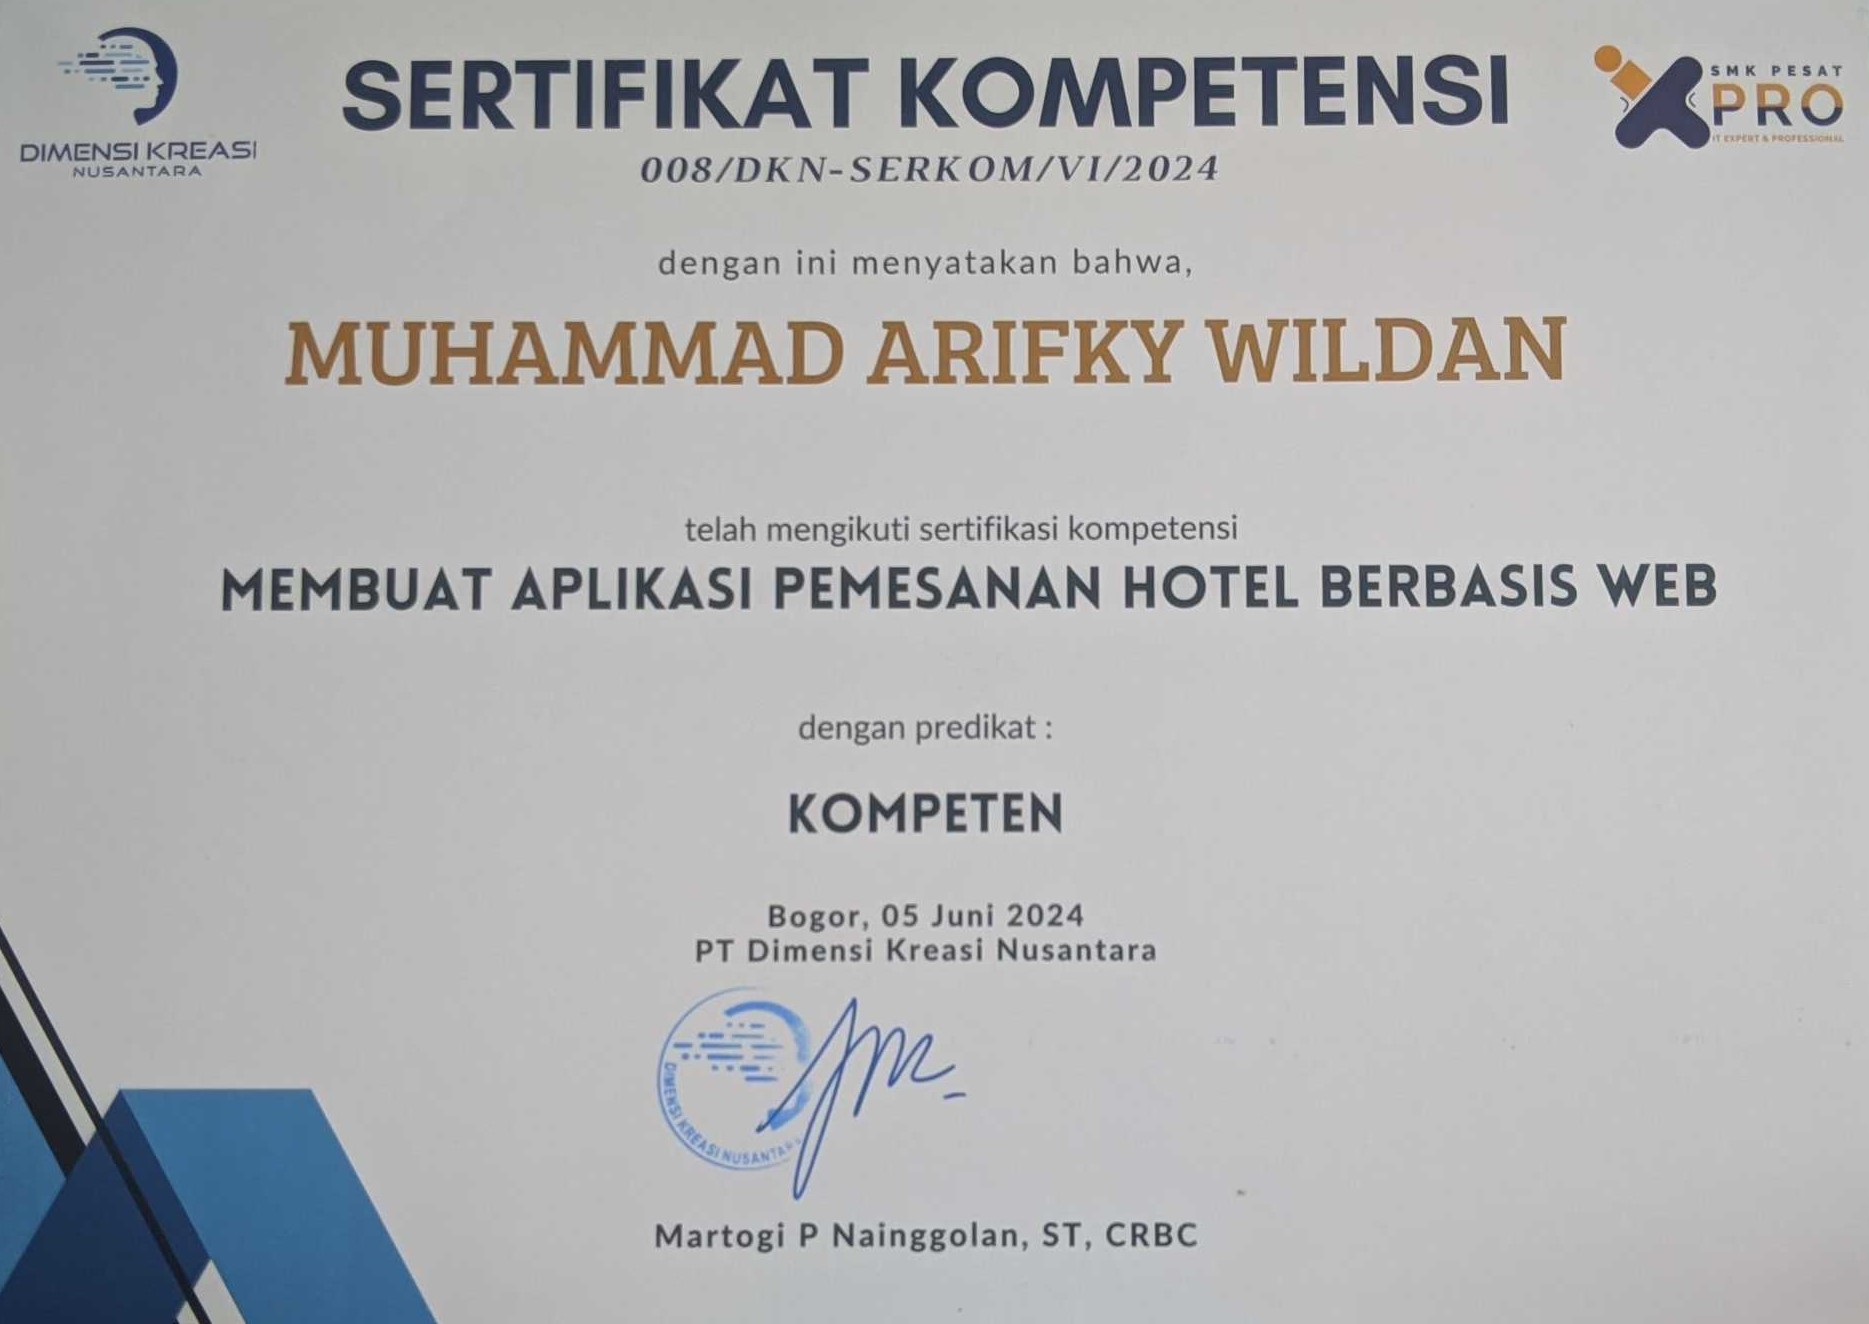 DIMENSI KREASI
NUSANTARA
SERTIFIKAT KOMPETENSI
008/DKN-SERKOM/VI/2024
SMK PESAT
XPRO
IT EXPERT & PROFESSIONAL
dengan ini menyatakan bahwa,
MUHAMMAD ARIFKY WILDAN
telah mengikuti sertifikasi kompetensi
MEMBUAT APLIKASI PEMESANAN HOTEL BERBASIS WEB
dengan predikat :
KOMPETEN
Bogor, 05 Juni 2024
PT Dimensi Kreasi Nusantara
DIMENSI KREASI NUSANTARA
Martogi P Nainggolan, ST, CRBC